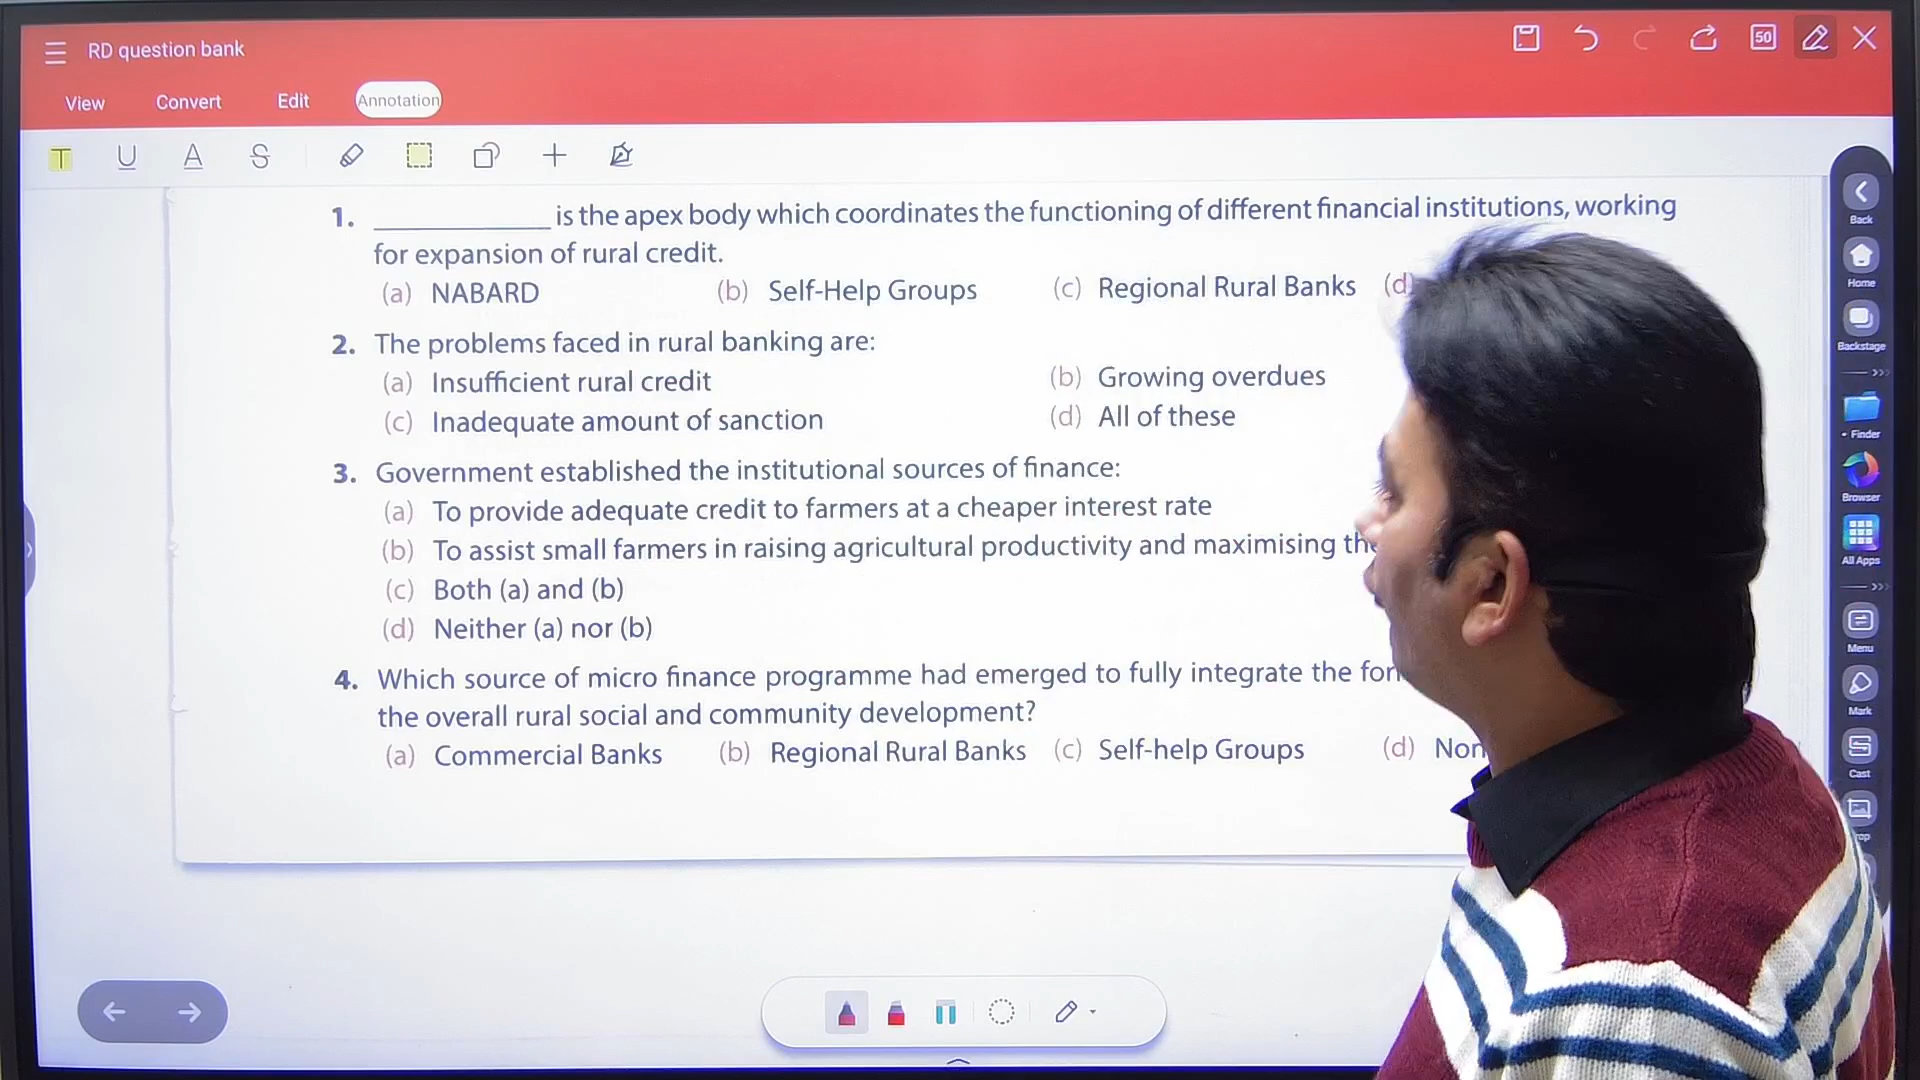 RD question bank
50
View Convert Edit Annotation
T U A S
1. ____________ is the apex body which coordinates the functioning of different financial institutions, working
for expansion of rural credit.
(a) NABARD (b) Self-Help Groups (c) Regional Rural Banks (d)
2. The problems faced in rural banking are:
(a) Insufficient rural credit (b) Growing overdues
(c) Inadequate amount of sanction (d) All of these
3. Government established the institutional sources of finance:
(a) To provide adequate credit to farmers at a cheaper interest rate
(b) To assist small farmers in raising agricultural productivity and maximising
(c) Both (a) and (b)
(d) Neither (a) nor (b)
4. Which source of micro finance programme had emerged to fully integrate the
the overall rural social and community development?
(a) Commercial Banks (b) Regional Rural Banks (c) Self-help Groups (d)
Back
Home
Backstage
Finder
Browser
All Apps
Menu
Mark
Cast